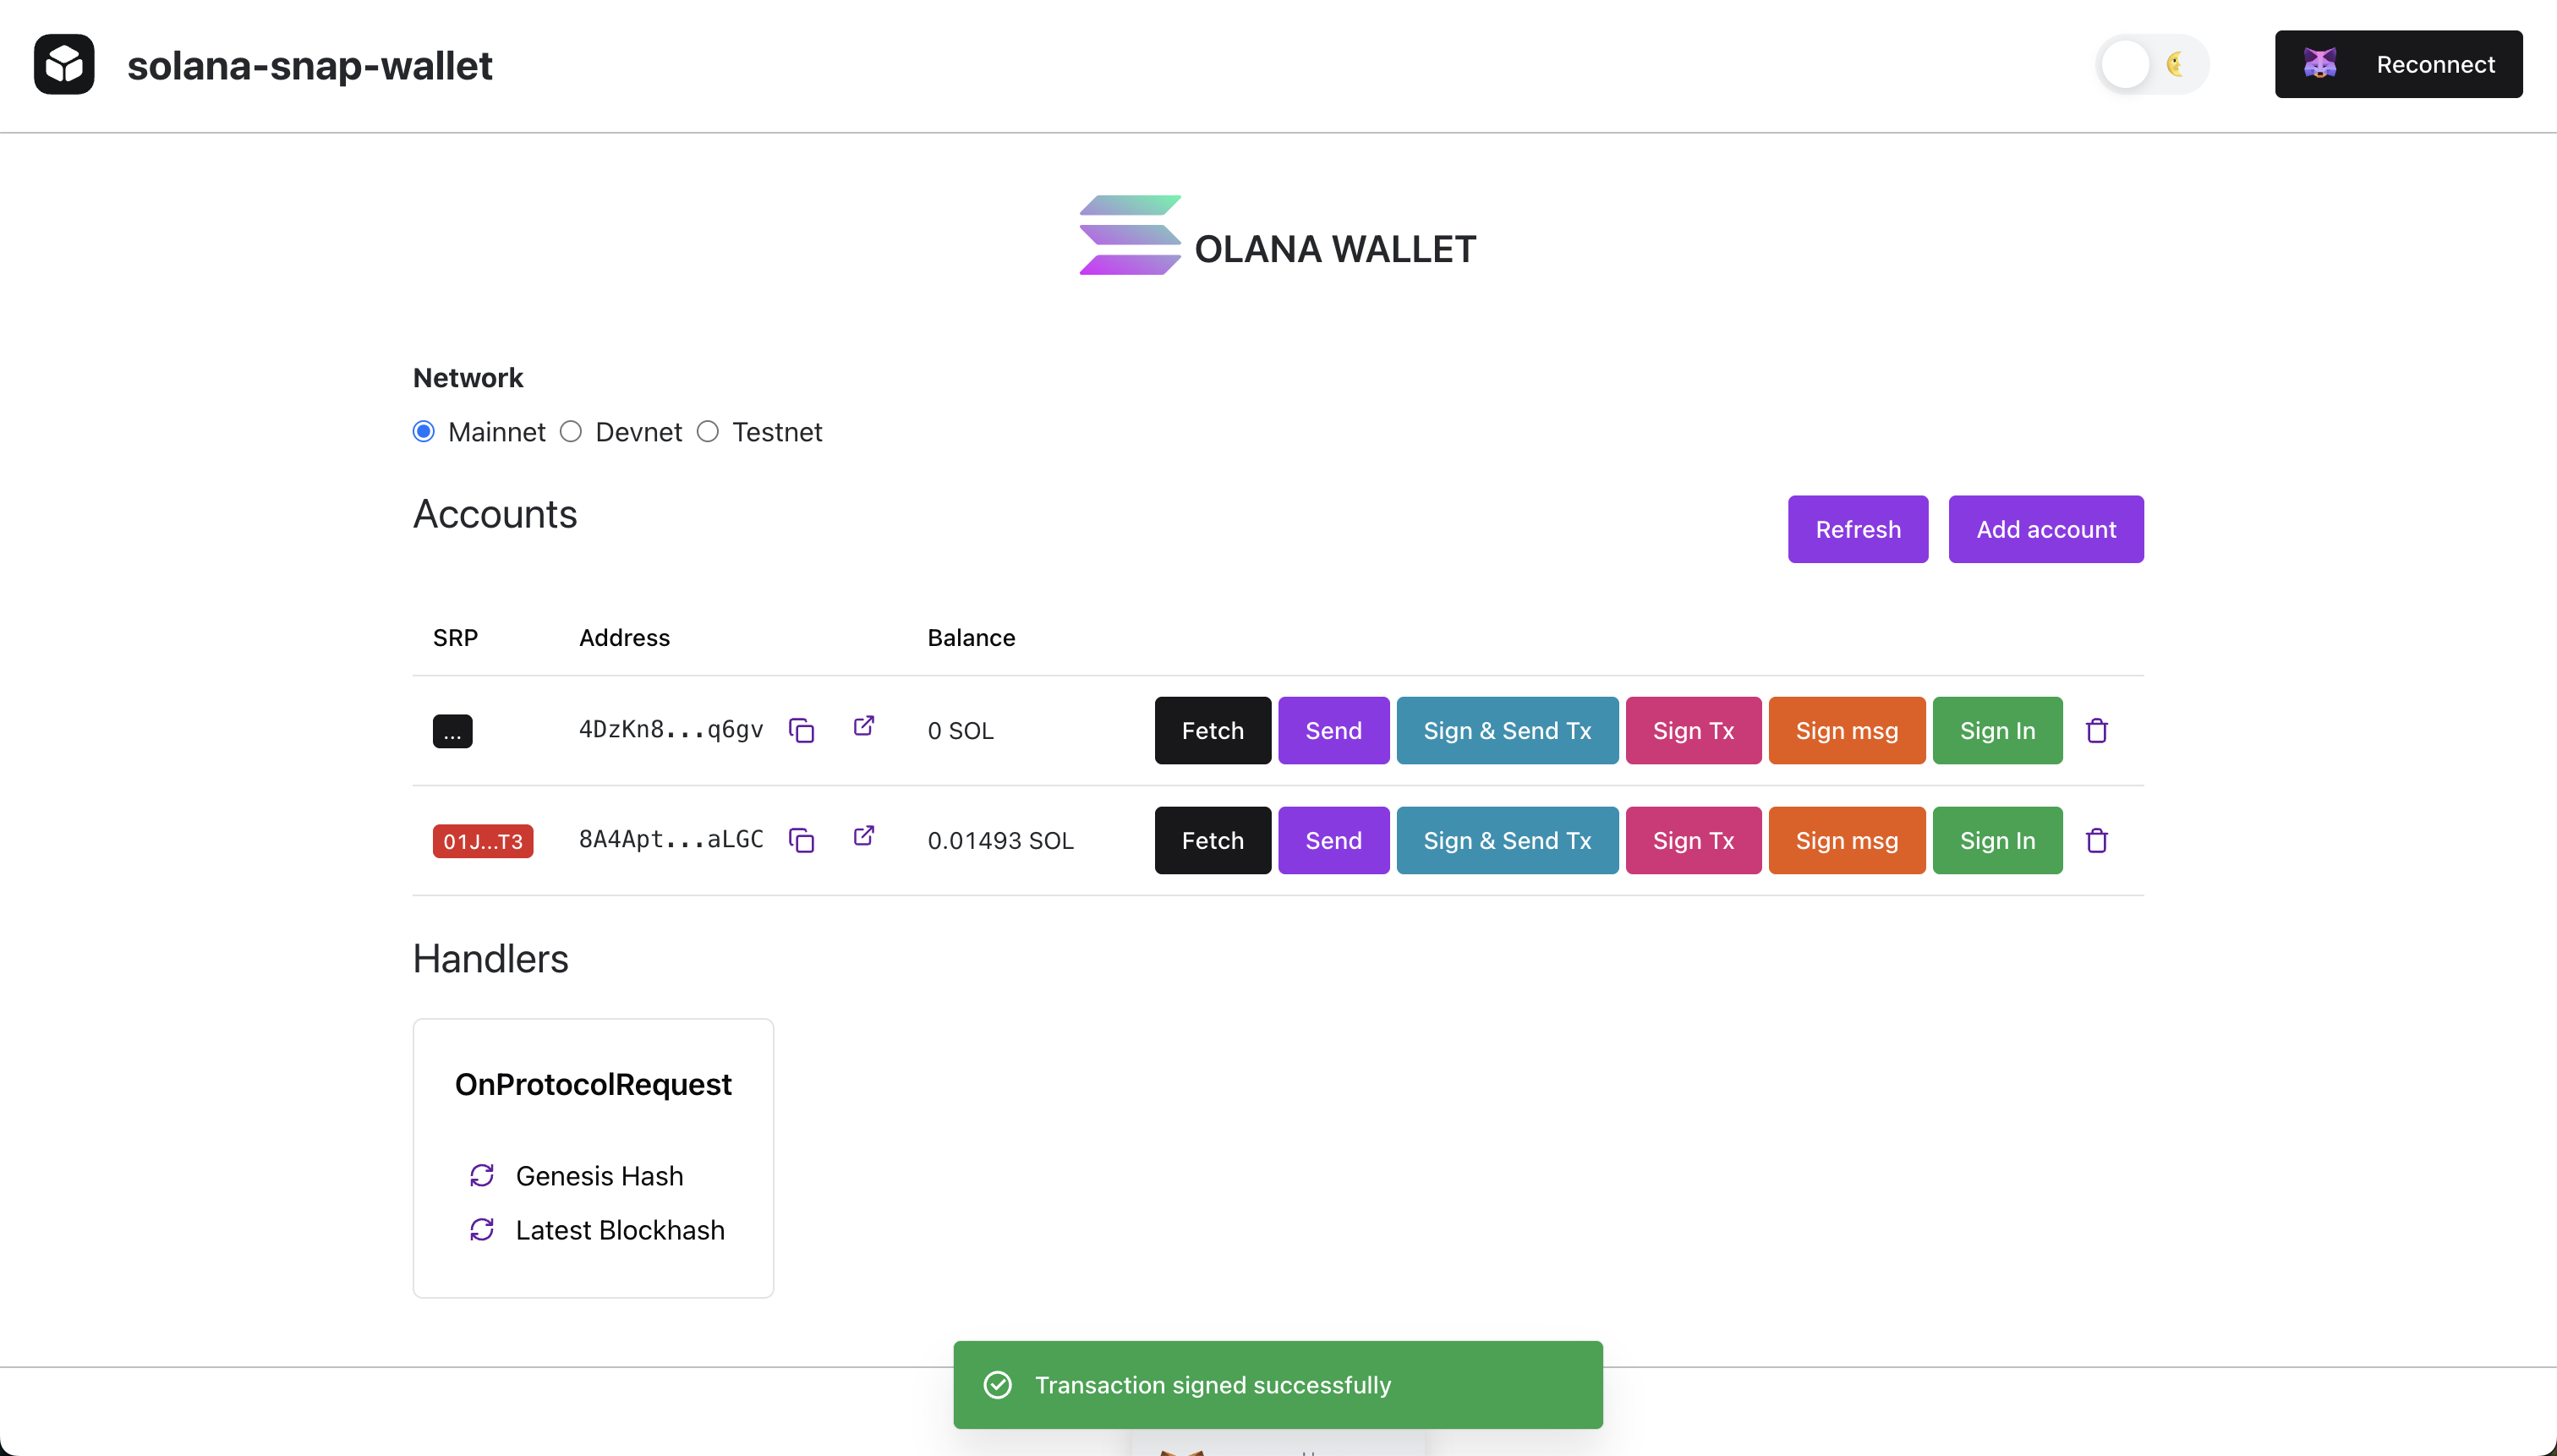 solana-snap-wallet
Reconnect
OLANA WALLET
Network
Mainnet Devnet Testnet
Accounts
Refresh Add account
SRP Address Balance
... 4DzKn8...q6gv 0 SOL Fetch Send Sign & Send Tx Sign Tx Sign msg Sign In
01J...T3 8A4Apt...aLGC 0.01493 SOL Fetch Send Sign & Send Tx Sign Tx Sign msg Sign In
Handlers
OnProtocolRequest
Genesis Hash
Latest Blockhash
Transaction signed successfully